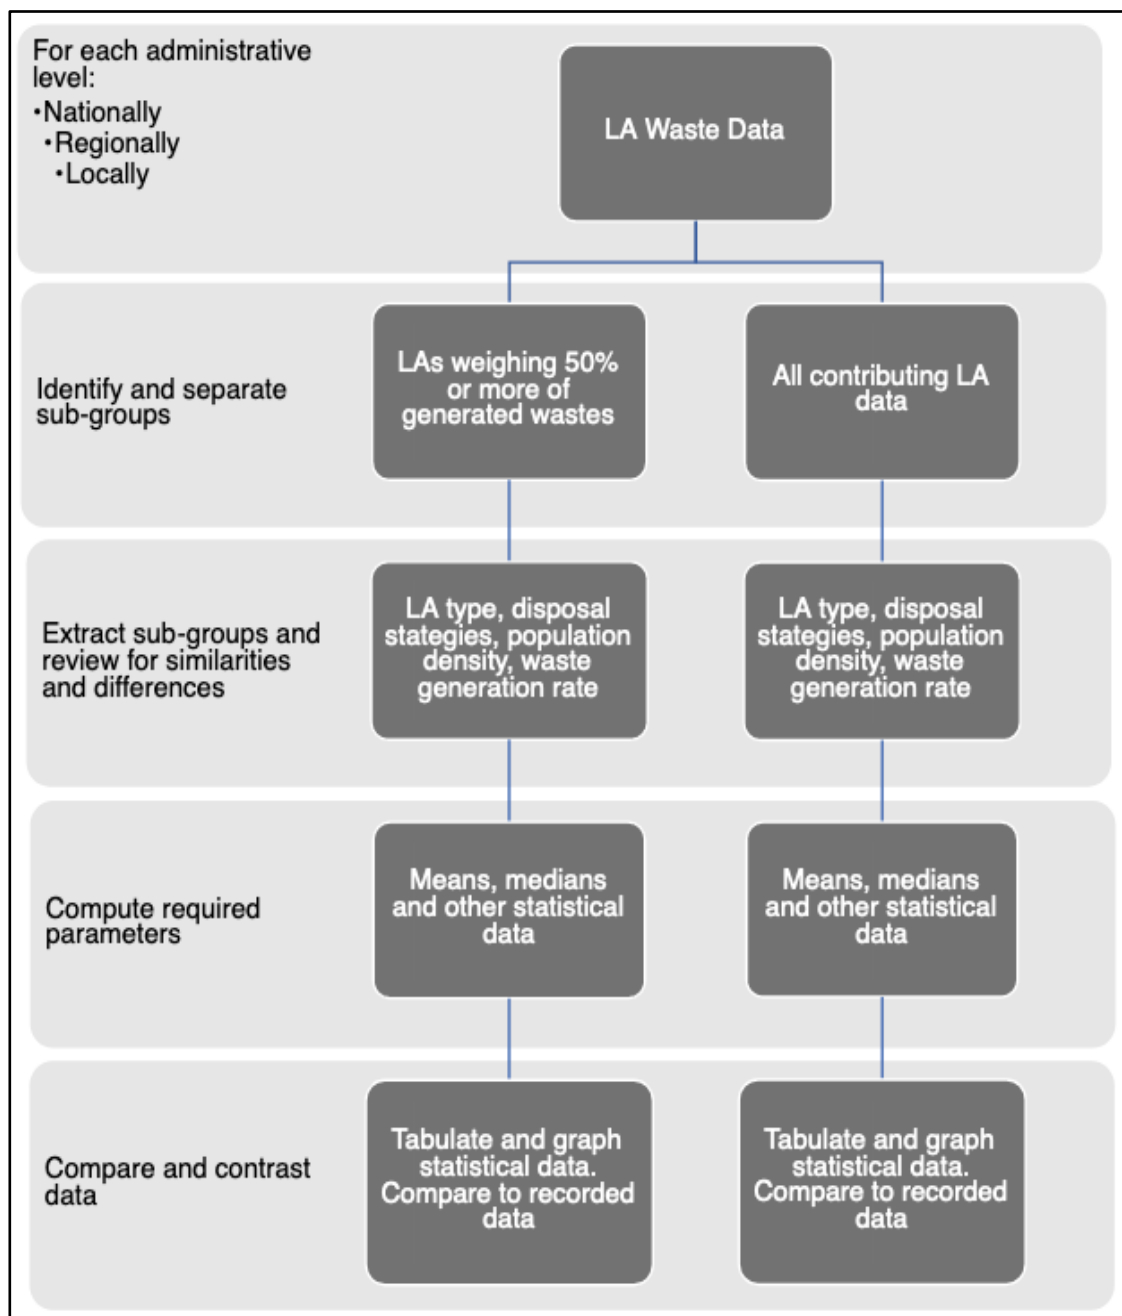 For each administrative
level:
•Nationally
•Regionally
•Locally
LA Waste Data
Identify and separate
sub-groups
LAs weighing 50%
or more of
generated wastes
All contributing LA
data
Extract sub-groups and
review for similarities
and differences
LA type, disposal
stategies, population
density, waste
generation rate
LA type, disposal
stategies, population
density, waste
generation rate
Compute required
parameters
Means, medians
and other statistical
data
Means, medians
and other statistical
data
Compare and contrast
data
Tabulate and graph
statistical data.
Compare to recorded
data
Tabulate and graph
statistical data.
Compare to recorded
data